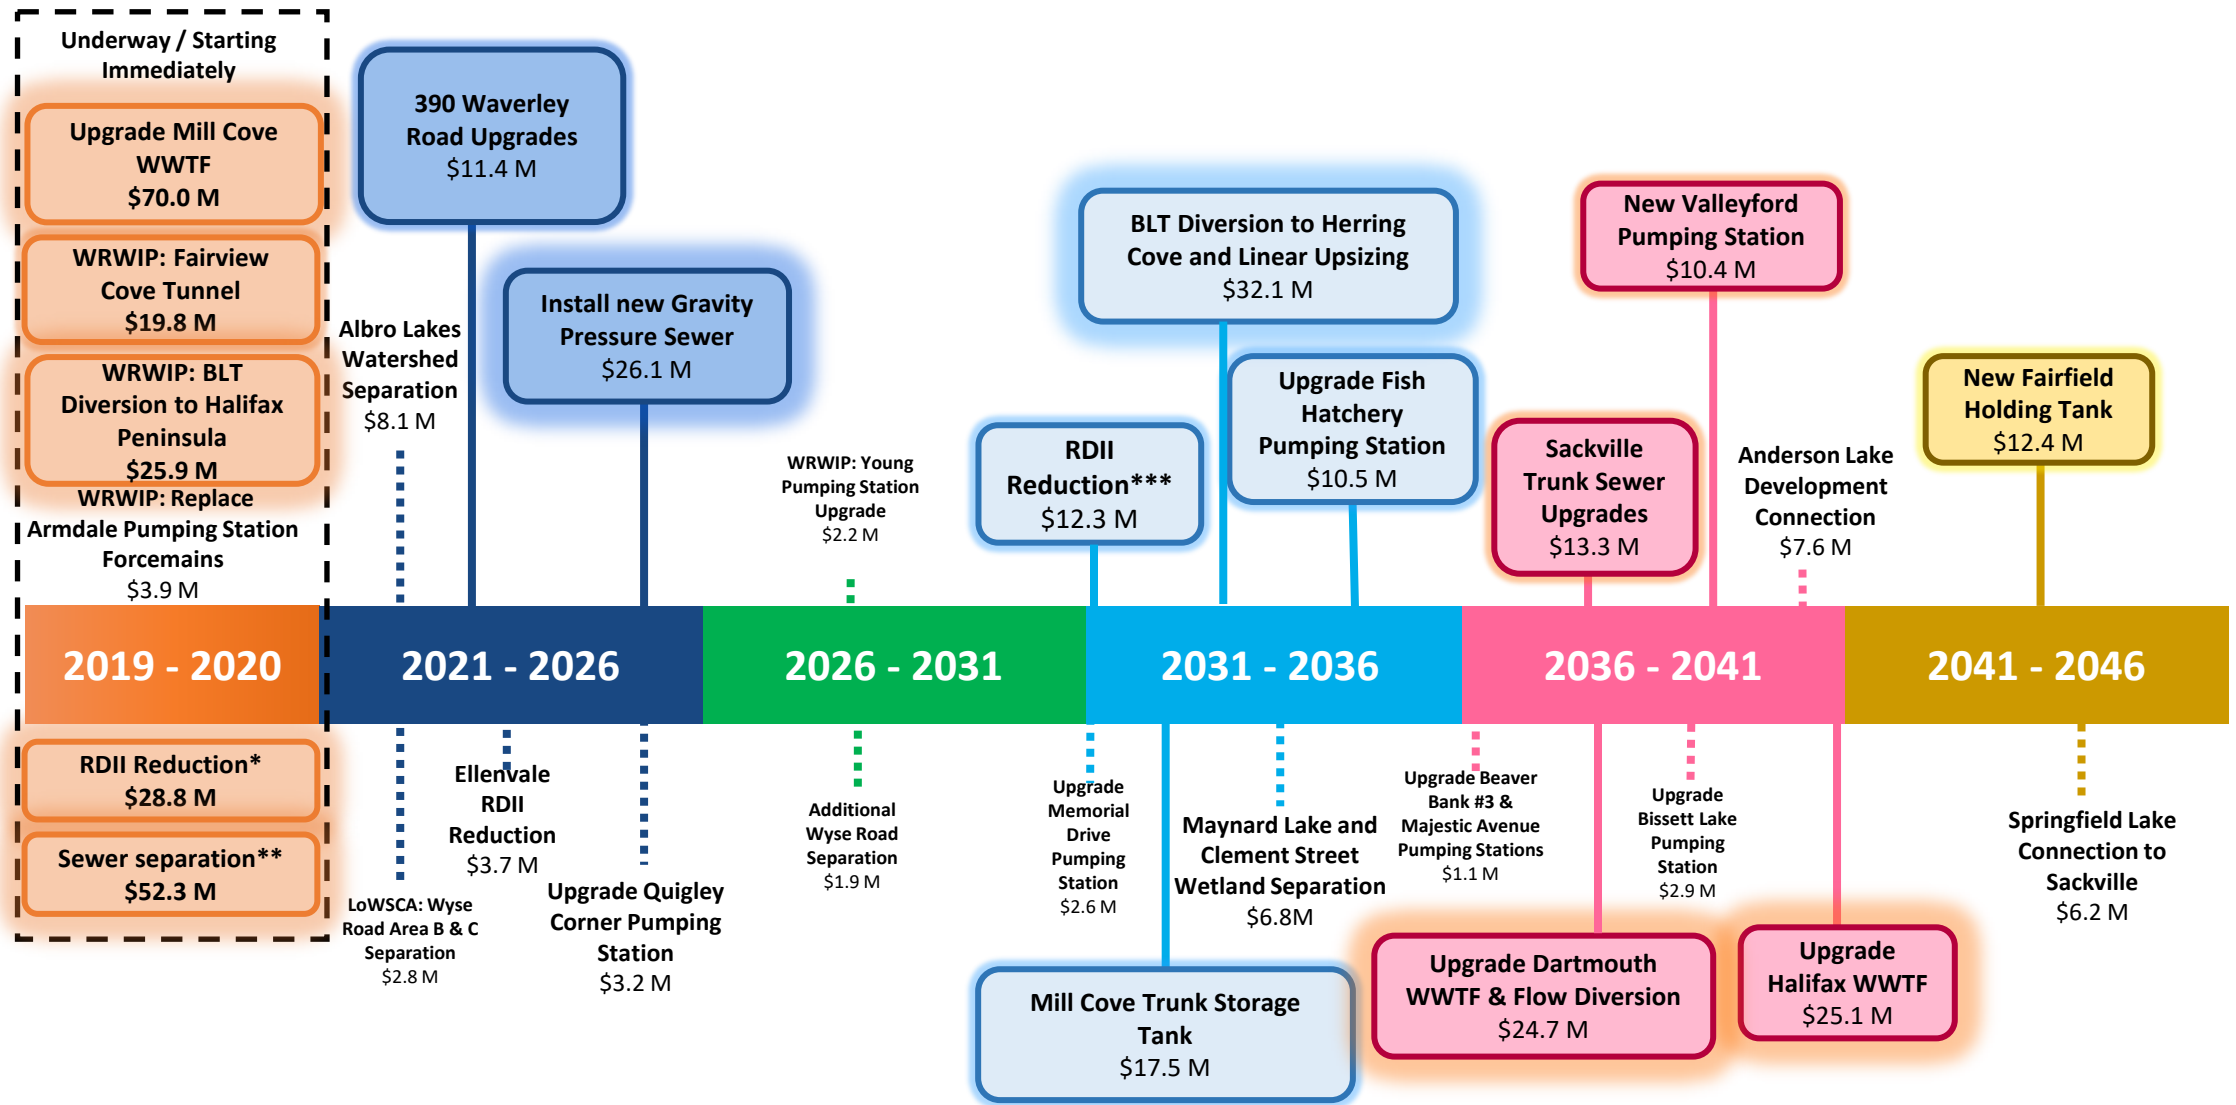 Underway / Starting
Immediately
Upgrade Mill Cove
WWTF
$70.0 M
WRWIP: Fairview
Cove Tunnel
$19.8 M
WRWIP: BLT
Diversion to Halifax
Peninsula
$25.9 M
WRWIP: Replace
Armdale Pumping Station
Forcemains
$3.9 M
390 Waverley
Road Upgrades
$11.4 M
Albro Lakes
Watershed
Separation
$8.1 M
Install new Gravity
Pressure Sewer
$26.1 M
WRWIP: Young
Pumping Station
Upgrade
$2.2 M
RDII
Reduction***
$12.3 M
BLT Diversion to Herring
Cove and Linear Upsizing
$32.1 M
Upgrade Fish
Hatchery
Pumping Station
$10.5 M
Sackville
Trunk Sewer
Upgrades
$13.3 M
New Valleyford
Pumping Station
$10.4 M
Anderson Lake
Development
Connection
$7.6 M
New Fairfield
Holding Tank
$12.4 M
2019 - 2020
2021 - 2026
2026 - 2031
2031 - 2036
2036 - 2041
2041 - 2046
RDII Reduction*
$28.8 M
Sewer separation**
$52.3 M
LoWSCA: Wyse
Road Area B & C
Separation
$2.8 M
Ellenvale
RDII
Reduction
$3.7 M
Upgrade Quigley
Corner Pumping
Station
$3.2 M
Additional
Wyse Road
Separation
$1.9 M
Upgrade
Memorial
Drive
Pumping
Station
$2.6 M
Mill Cove Trunk Storage
Tank
$17.5 M
Maynard Lake and
Clement Street
Wetland Separation
$6.8M
Upgrade Beaver
Bank #3 &
Majestic Avenue
Pumping Stations
$1.1 M
Upgrade Dartmouth
WWTF & Flow Diversion
$24.7 M
Upgrade
Bissett Lake
Pumping
Station
$2.9 M
Upgrade
Halifax WWTF
$25.1 M
Springfield Lake
Connection to
Sackville
$6.2 M